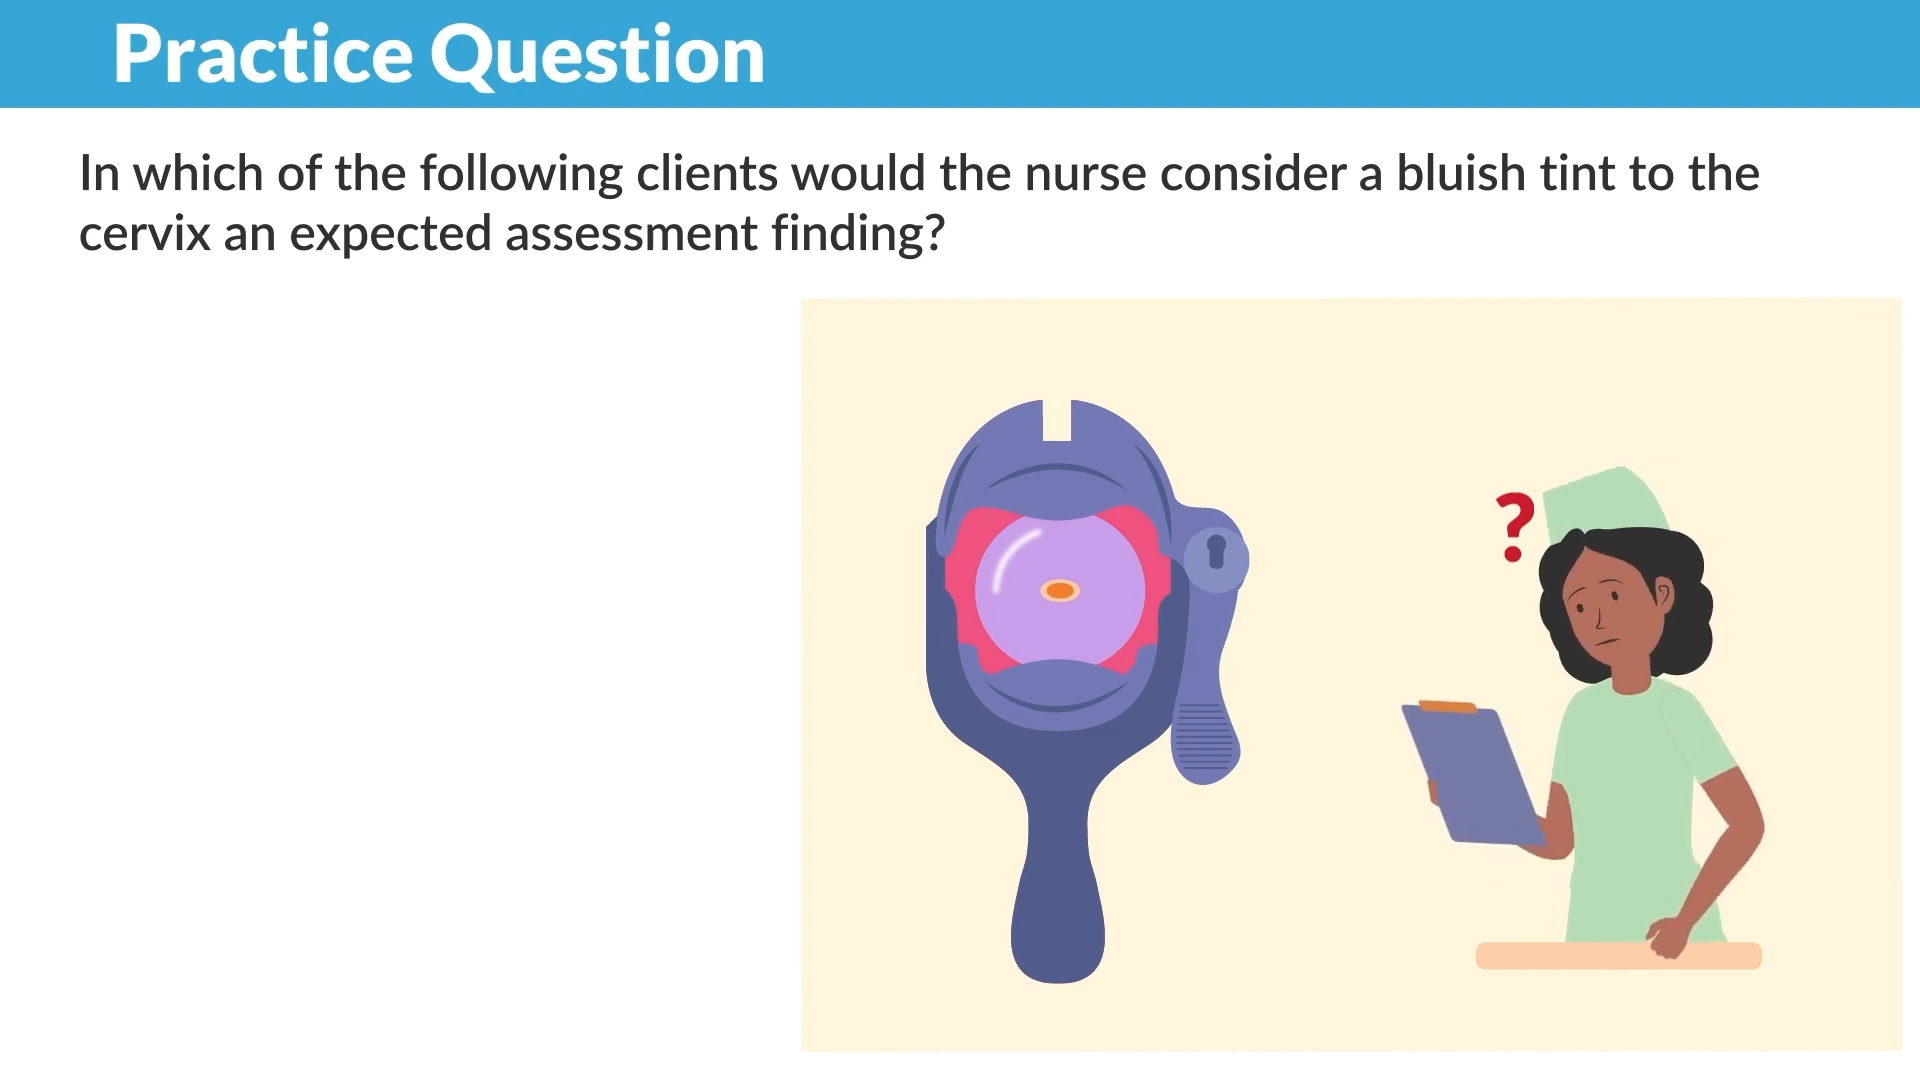 Practice Question
In which of the following clients would the nurse consider a bluish tint to the
cervix an expected assessment finding?
?